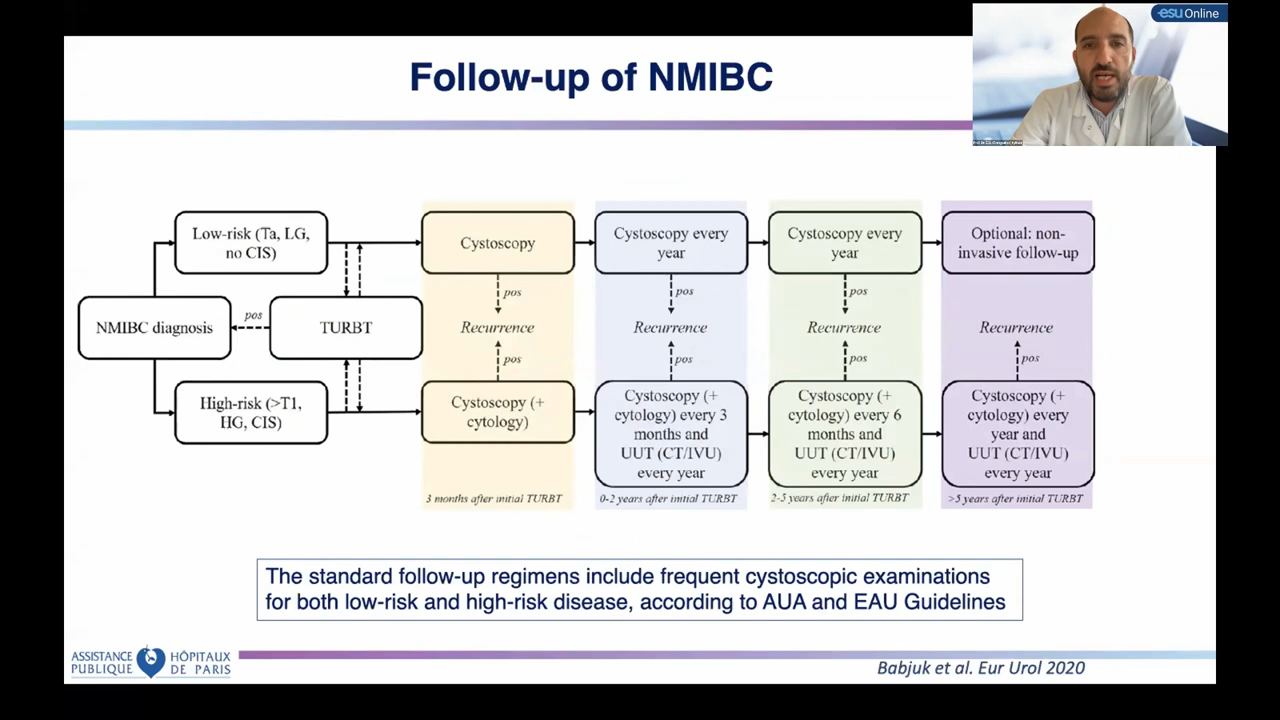 esu Online
Follow-up of NMIBC
Low-risk (Ta, LG,
no CIS)
NMIBC diagnosis
pos
TURBT
High-risk (>T1,
HG, CIS)
Cystoscopy
pos
Recurrence
pos
Cystoscopy (+
cytology)
3 months after initial TURBT
Cystoscopy every
year
pos
Recurrence
pos
Cystoscopy (+
cytology) every 3
months and
UUT (CT/IVU)
every year
0-2 years after initial TURBT
Cystoscopy every
year
pos
Recurrence
pos
Cystoscopy (+
cytology) every 6
months and
UUT (CT/IVU)
every year
2-5 years after initial TURBT
Optional: non-
invasive follow-up
Recurrence
pos
Cystoscopy (+
cytology) every
year and
UUT (CT/IVU)
every year
>5 years after initial TURBT
The standard follow-up regimens include frequent cystoscopic examinations
for both low-risk and high-risk disease, according to AUA and EAU Guidelines
ASSISTANCE HÔPITAUX
PUBLIQUE DE PARIS
Babjuk et al. Eur Urol 2020